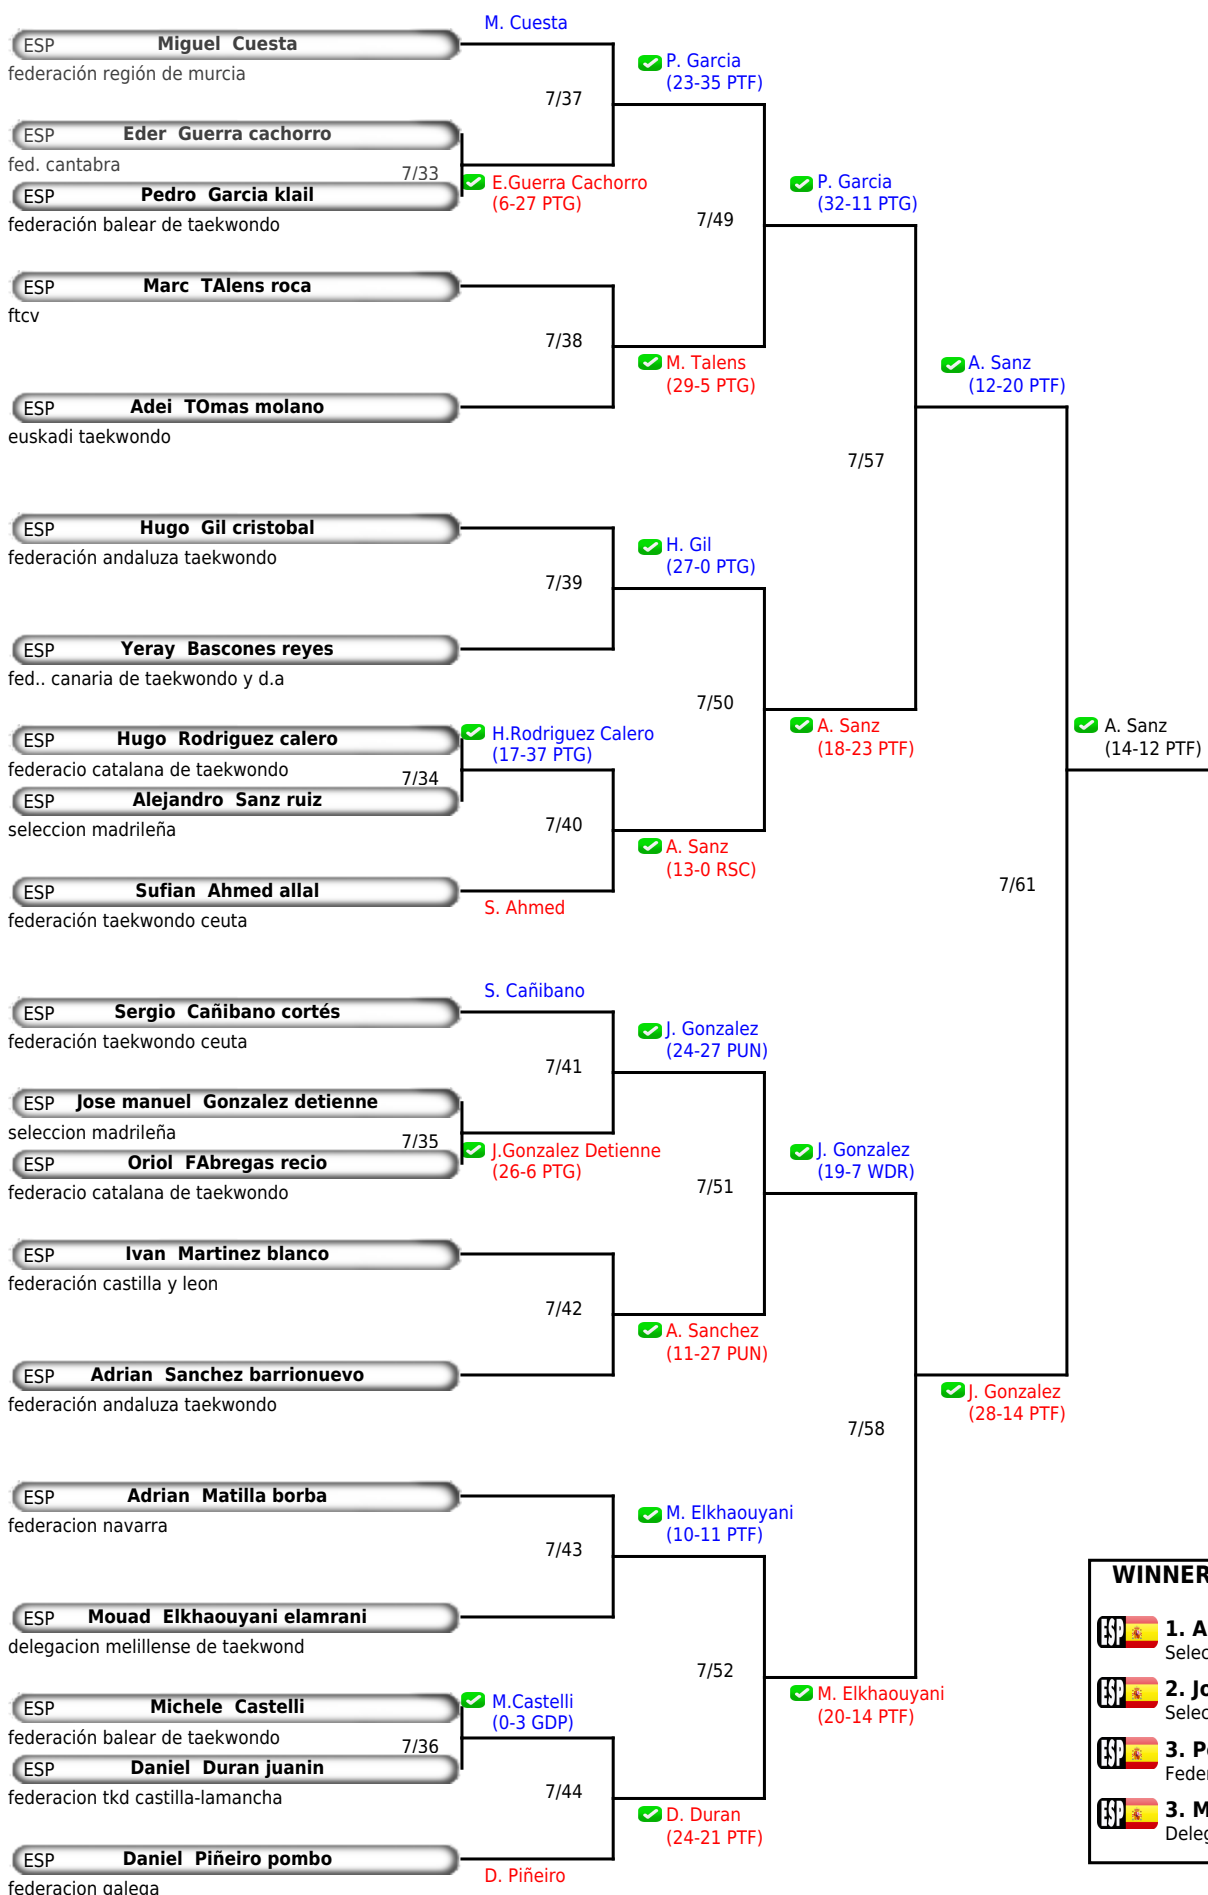 M. Cuesta
ESP Miguel Cuesta
federación región de murcia
P. Garcia
(23-35 PTF)
7/37
ESP Eder Guerra cachorro
fed. cantabra
7/33
E.Guerra Cachorro
(6-27 PTG)
ESP Pedro Garcia klail
federación balear de taekwondo
P. Garcia
(32-11 PTG)
7/49
ESP Marc TAlens roca
ftcv
7/38
M. Talens
(29-5 PTG)
A. Sanz
(12-20 PTF)
ESP Adei TOmas molano
euskadi taekwondo
7/57
ESP Hugo Gil cristobal
federación andaluza taekwondo
H. Gil
(27-0 PTG)
7/39
ESP Yeray Bascones reyes
fed.. canaria de taekwondo y d.a
7/50
ESP Hugo Rodriguez calero
federacio catalana de taekwondo
H.Rodriguez Calero
(17-37 PTG)
A. Sanz
(18-23 PTF)
A. Sanz
(14-12 PTF)
7/34
ESP Alejandro Sanz ruiz
seleccion madrileña
7/40
A. Sanz
(13-0 RSC)
ESP Sufian Ahmed allal
federación taekwondo ceuta
S. Ahmed
7/61
S. Cañibano
ESP Sergio Cañibano cortés
federación taekwondo ceuta
J. Gonzalez
(24-27 PUN)
7/41
ESP Jose manuel Gonzalez detienne
seleccion madrileña
7/35
J.Gonzalez Detienne
(26-6 PTG)
ESP Oriol FAbregas recio
federacio catalana de taekwondo
J. Gonzalez
(19-7 WDR)
7/51
ESP Ivan Martinez blanco
federación castilla y leon
7/42
A. Sanchez
(11-27 PUN)
ESP Adrian Sanchez barrionuevo
federación andaluza taekwondo
J. Gonzalez
(28-14 PTF)
7/58
ESP Adrian Matilla borba
federacion navarra
M. Elkhaouyani
(10-11 PTF)
7/43
ESP Mouad Elkhaouyani elamrani
delegacion melillense de taekwond
7/52
ESP Michele Castelli
federación balear de taekwondo
M.Castelli
(0-3 GDP)
M. Elkhaouyani
(20-14 PTF)
7/36
ESP Daniel Duran juanin
federacion tkd castilla-lamancha
7/44
D. Duran
(24-21 PTF)
ESP Daniel Piñeiro pombo
federacion galega
D. Piñeiro
WINNER
ESP 1. A
Selec
ESP 2. Jo
Selec
ESP 3. Pe
Feder
ESP 3. M
Deleg